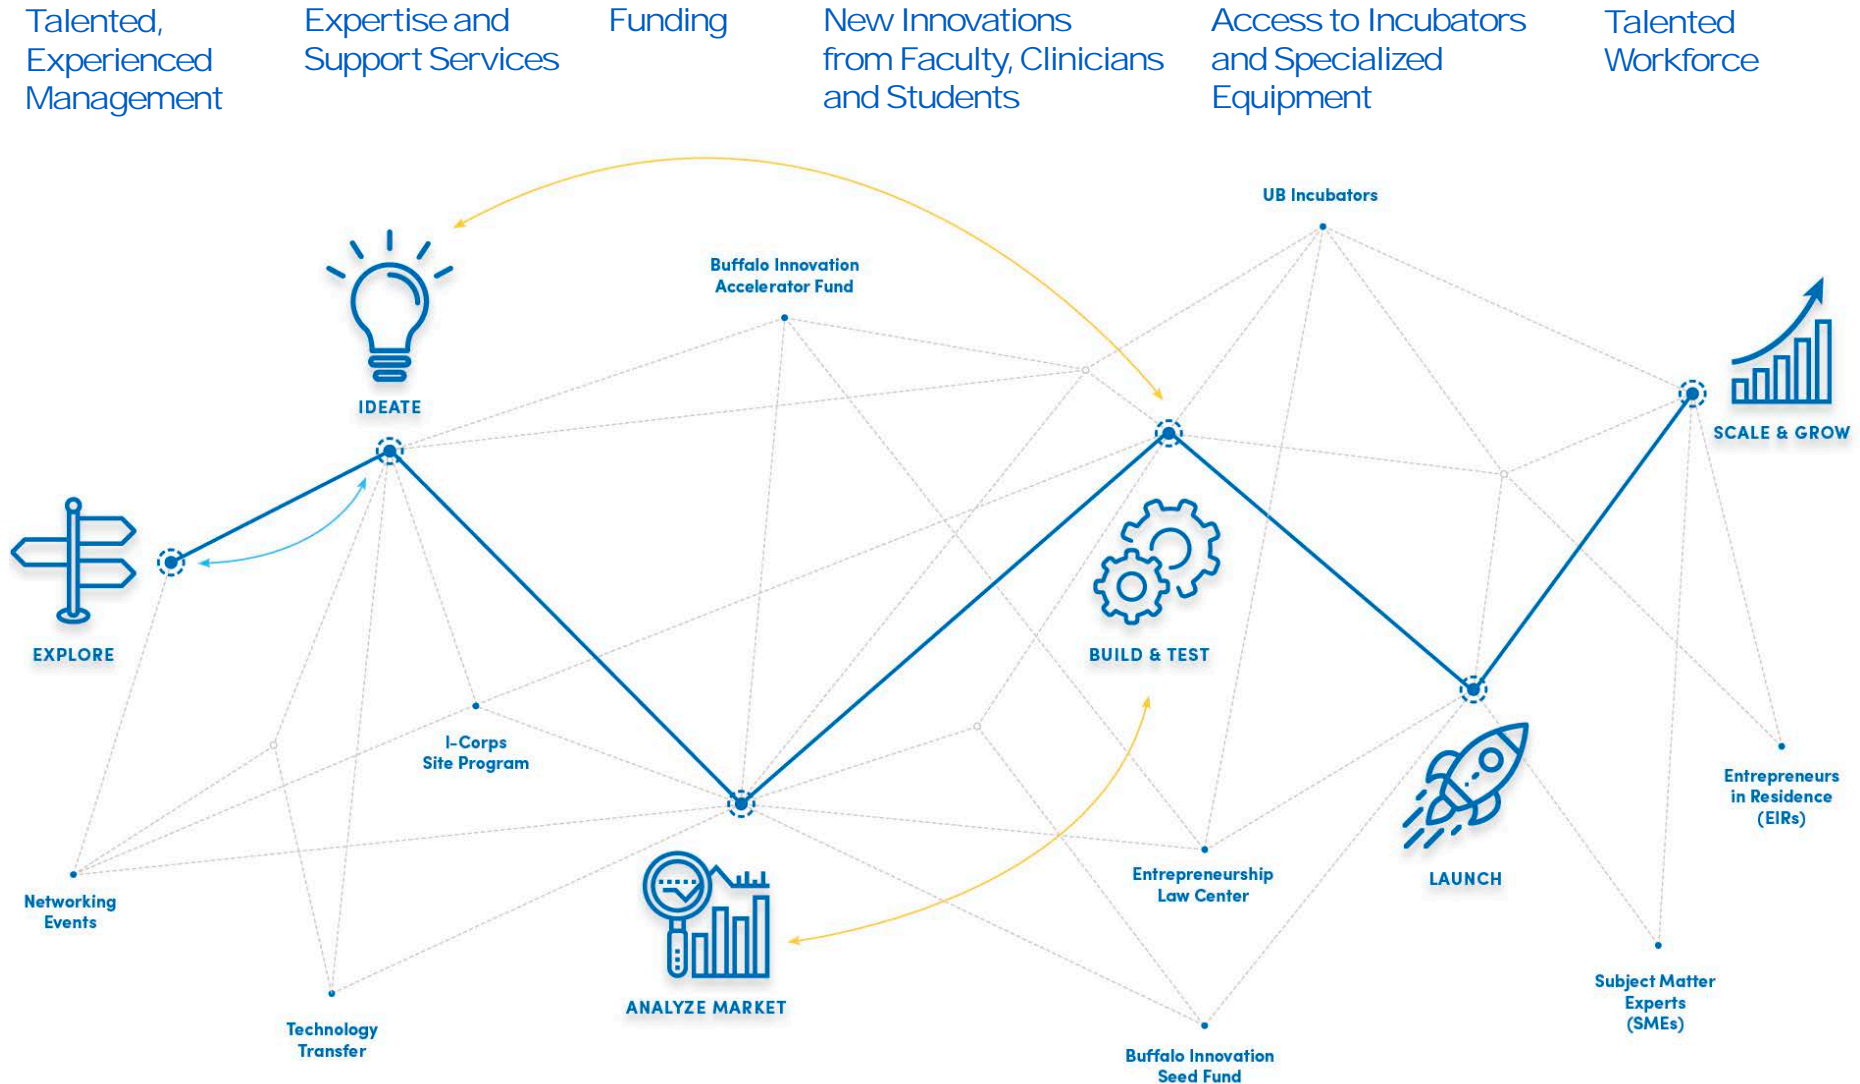 Talented,
Experienced
Management
Expertise and
Support Services
Funding
New Innovations
from Faculty, Clinicians
and Students
Access to Incubators
and Specialized
Equipment
Talented
Workforce
UB Incubators
Buffalo Innovation
Accelerator Fund
IDEATE
SCALE & GROW
EXPLORE
BUILD & TEST
I-Corps
Site Program
Entrepreneurs
in Residence
(EIRs)
Entrepreneurship
Law Center
LAUNCH
Networking
Events
ANALYZE MARKET
Subject Matter
Experts
(SMEs)
Technology
Transfer
Buffalo Innovation
Seed Fund